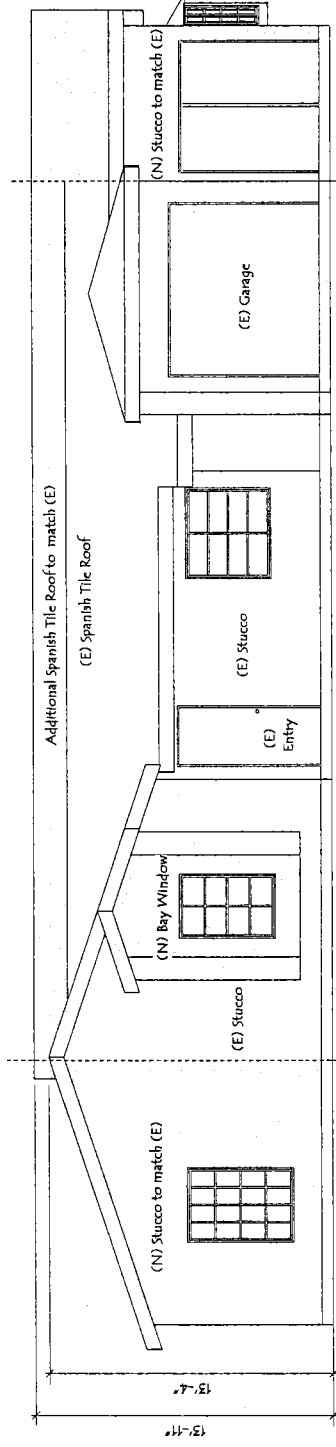 Additional Spanish Tile Roof to match (E)
(E) Spanish Tile Roof
(N) Stucco to match (E)
(N) Bay Window
(E) Stucco
(E)
Entry
(E) Stucco
(E) Garage
(N) Stucco to match (E)
13'-4"
13'-11"